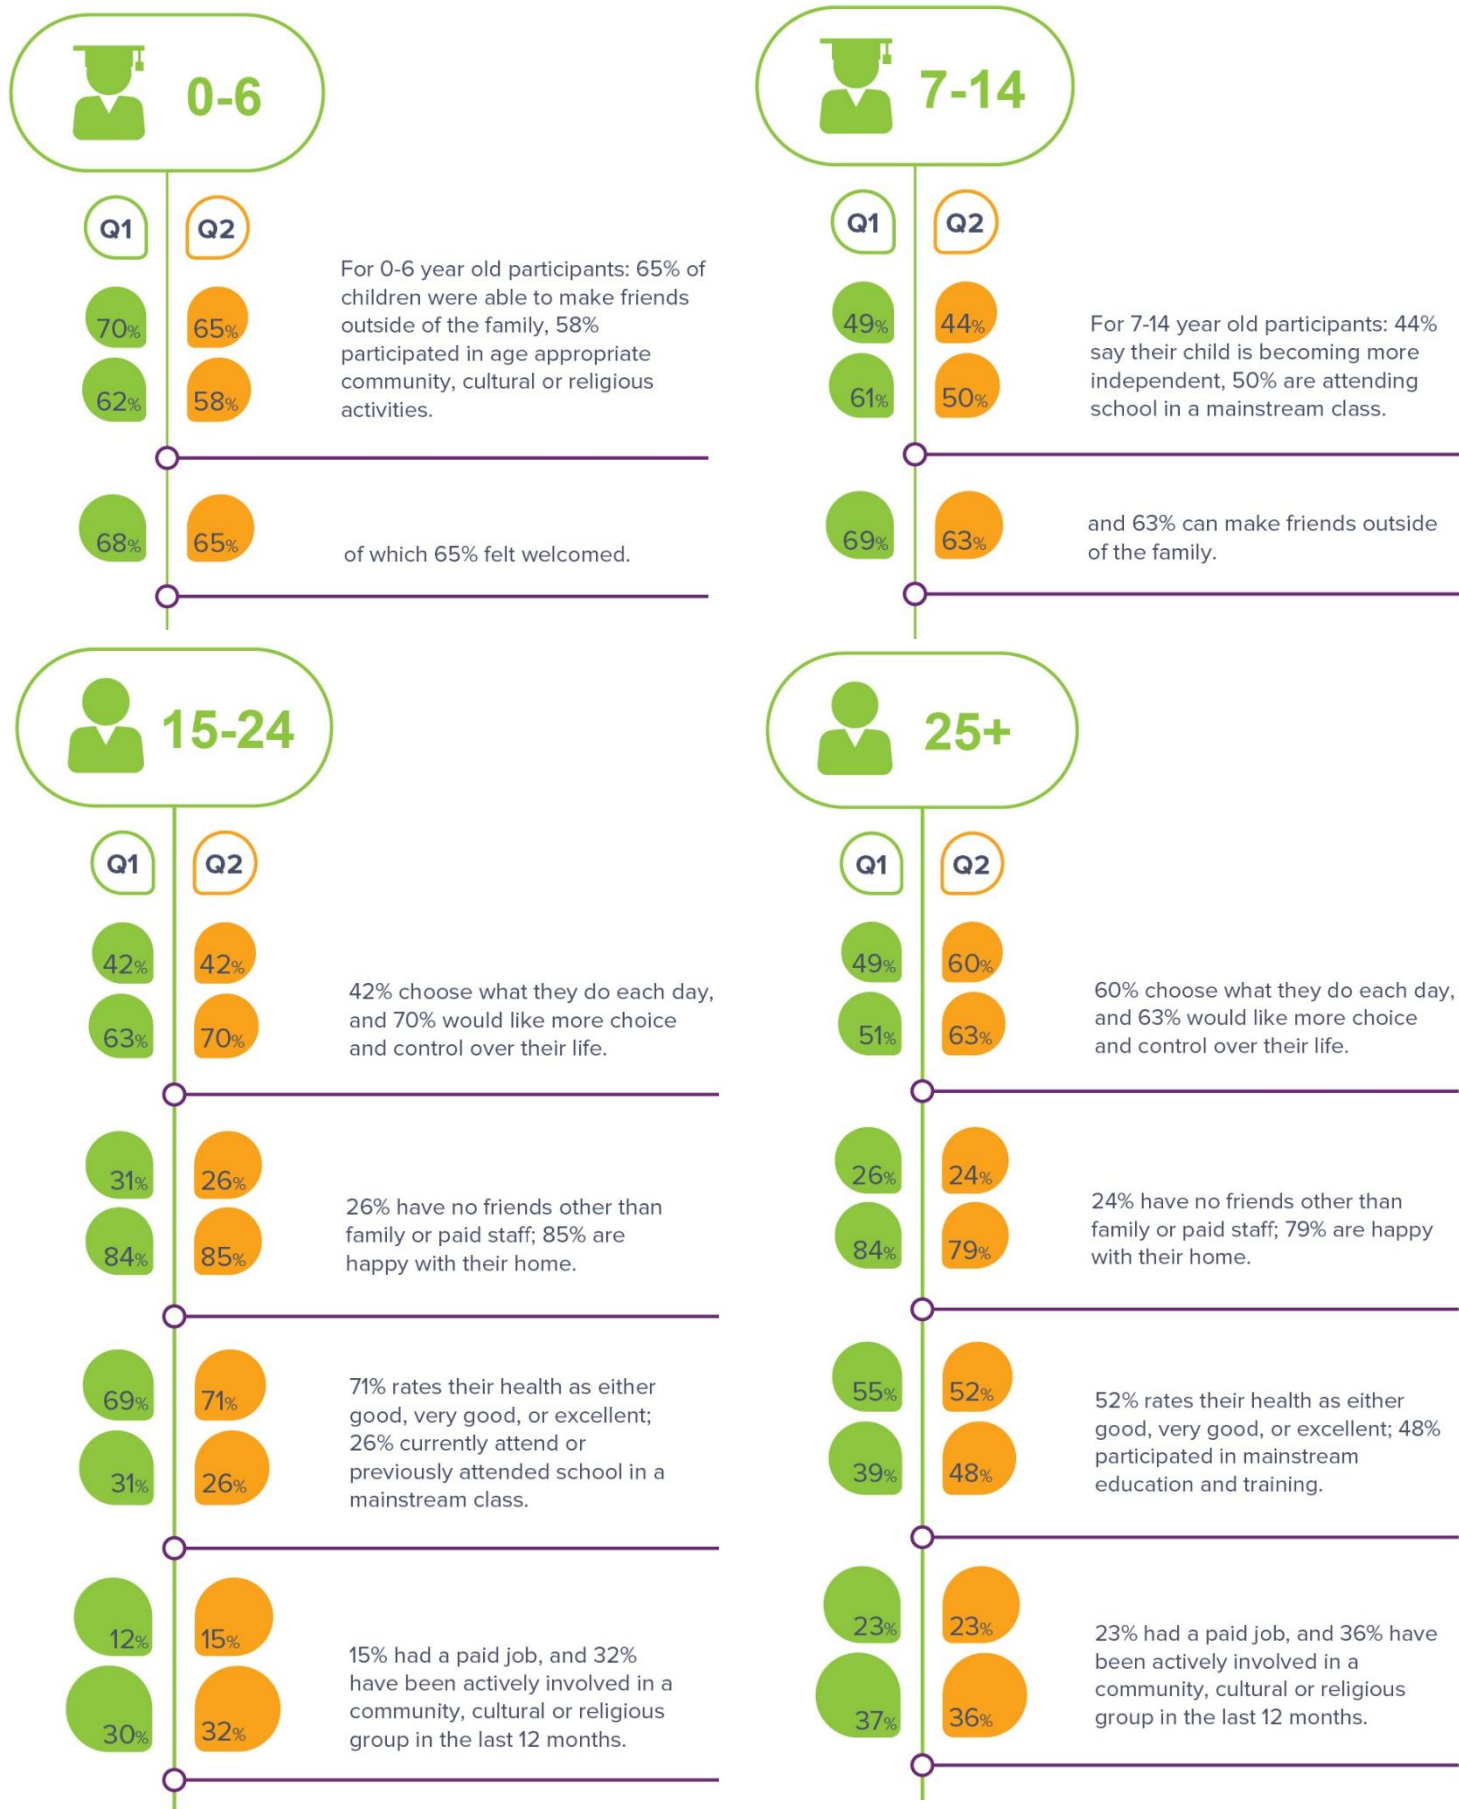 0-6
Q1 Q2
70% 65%
62% 58%
For 0-6 year old participants: 65% of
children were able to make friends
outside of the family, 58%
participated in age appropriate
community, cultural or religious
activities.
68% 65%
of which 65% felt welcomed.
7-14
Q1 Q2
49% 44%
61% 50%
For 7-14 year old participants: 44%
say their child is becoming more
independent, 50% are attending
school in a mainstream class.
69% 63%
and 63% can make friends outside
of the family.
15-24
Q1 Q2
42% 42%
63% 70%
42% choose what they do each day,
and 70% would like more choice
and control over their life.
31% 26%
84% 85%
26% have no friends other than
family or paid staff; 85% are
happy with their home.
69% 71%
31% 26%
71% rates their health as either
good, very good, or excellent;
26% currently attend or
previously attended school in a
mainstream class.
12% 15%
30% 32%
15% had a paid job, and 32%
have been actively involved in a
community, cultural or religious
group in the last 12 months.
25+
Q1 Q2
49% 60%
51% 63%
60% choose what they do each day,
and 63% would like more choice
and control over their life.
26% 24%
84% 79%
24% have no friends other than
family or paid staff; 79% are happy
with their home.
55% 52%
39% 48%
52% rates their health as either
good, very good, or excellent; 48%
participated in mainstream
education and training.
23% 23%
37% 36%
23% had a paid job, and 36% have
been actively involved in a
community, cultural or religious
group in the last 12 months.